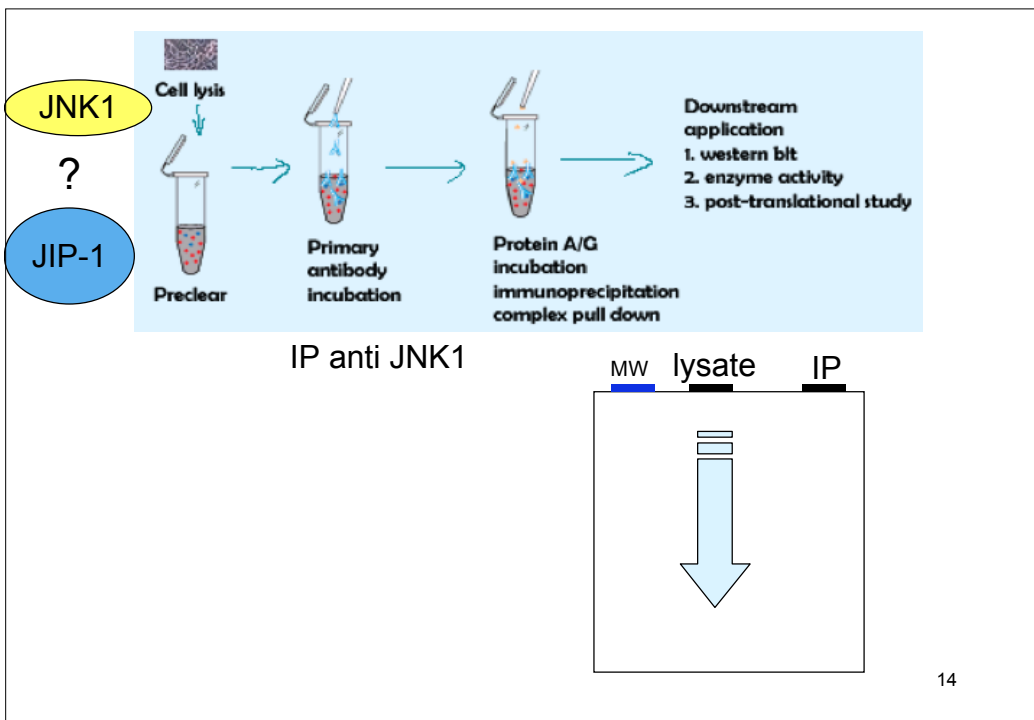 JNK1
?
JIP-1
Cell lysis
Preclear
Primary
antibody
incubation
Protein A/G
incubation
immunoprecipitation
complex pull down
Downstream
application
1. western blt
2. enzyme activity
3. post-translational study
IP anti JNK1
MW lysate IP
14